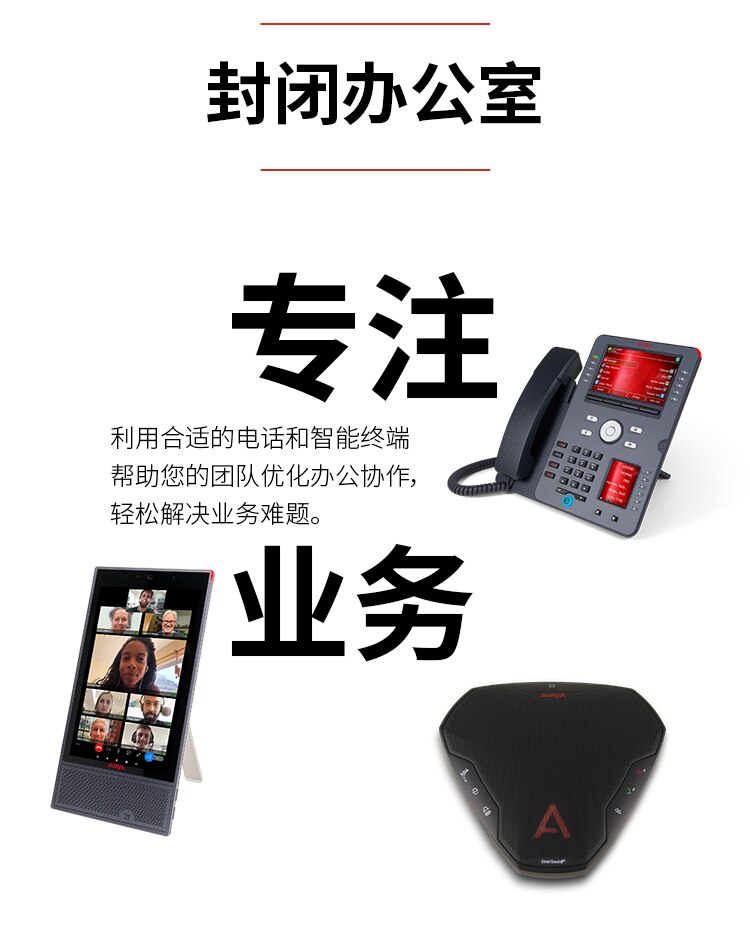 封闭办公室
专注
利用合适的电话和智能终端
帮助您的团队优化办公协作,
轻松解决业务难题。
业务
AVAYA
AVAYA
AVAYA
OmniSound